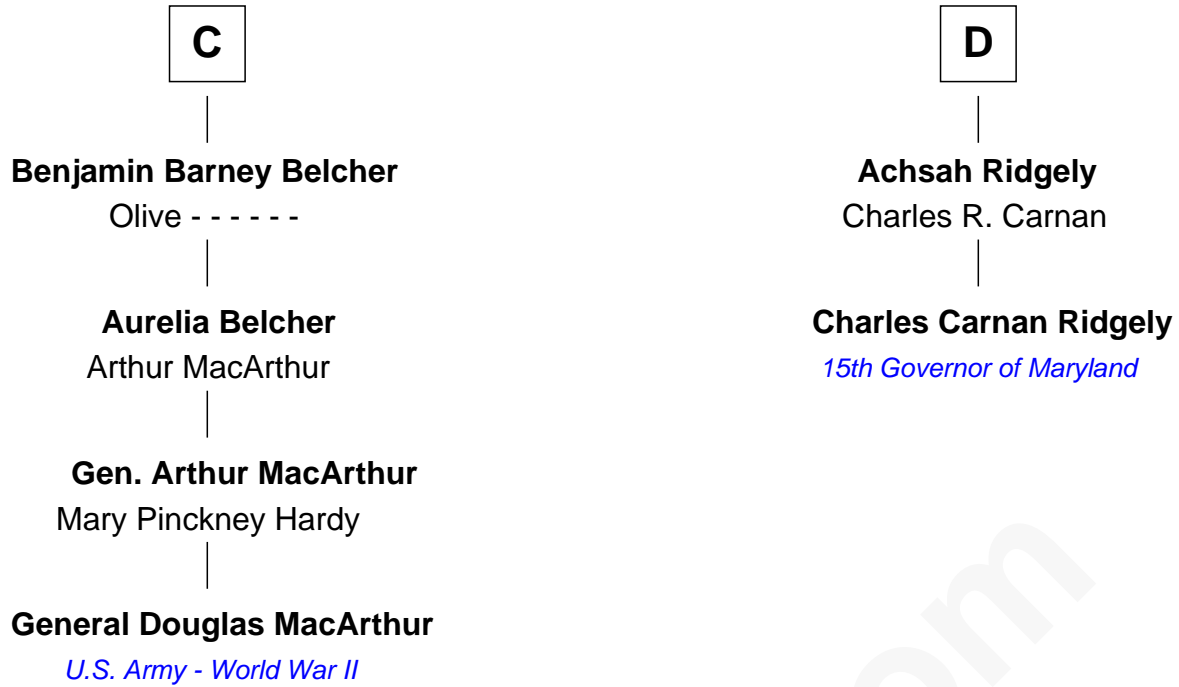 C
Benjamin Barney Belcher
Olive - - - - - -
Aurelia Belcher
Arthur MacArthur
Gen. Arthur MacArthur
Mary Pinckney Hardy
General Douglas MacArthur
U.S. Army - World War II
D
Achsah Ridgely
Charles R. Carnan
Charles Carnan Ridgely
15th Governor of Maryland
om